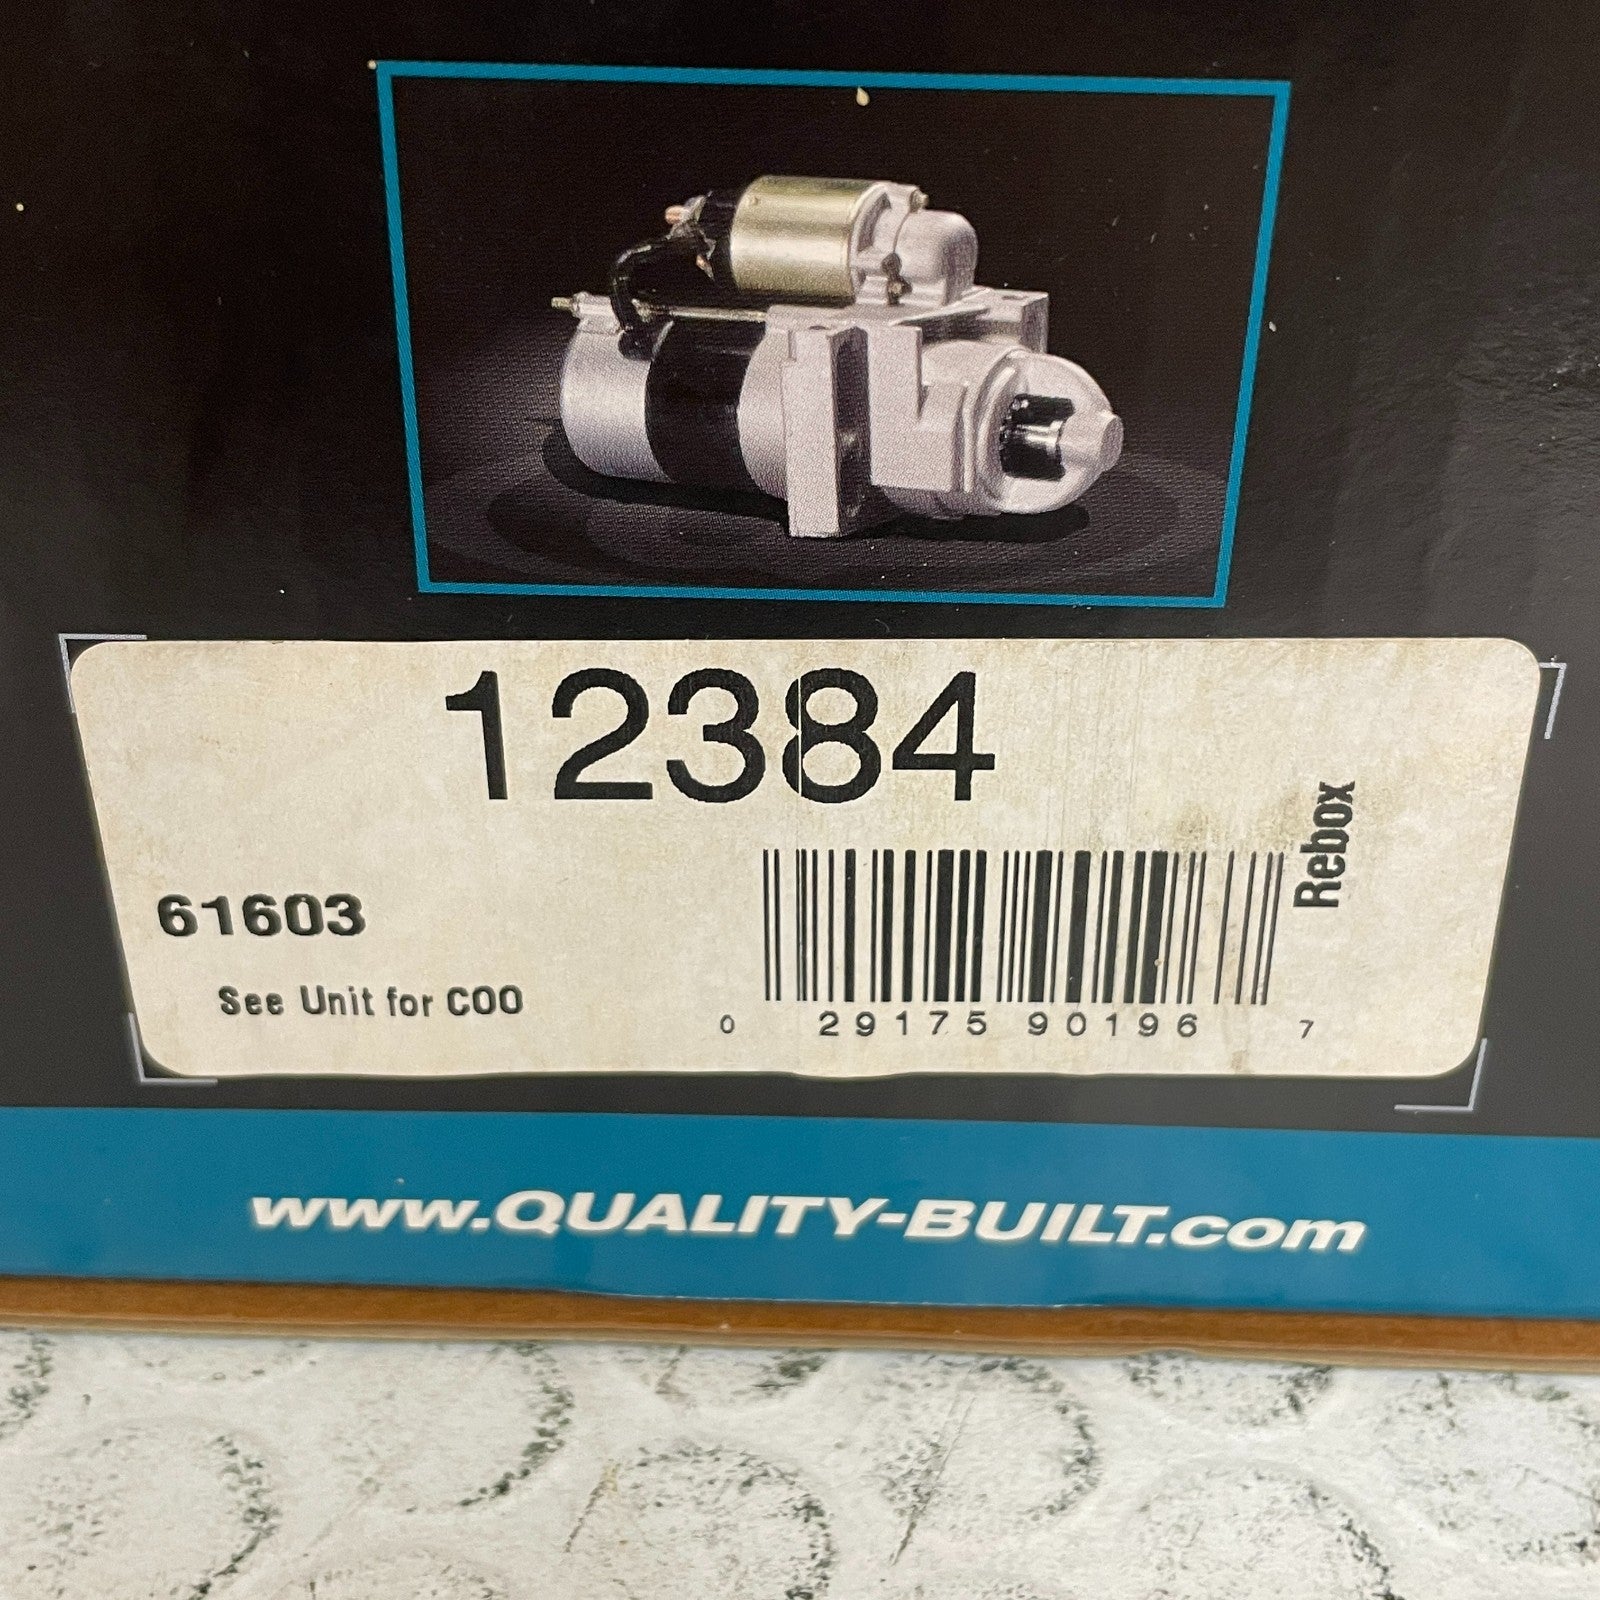 12384
Rebox
61603
See Unit for COO
0 29175 90196 7
www.QUALITY-BUILT.com